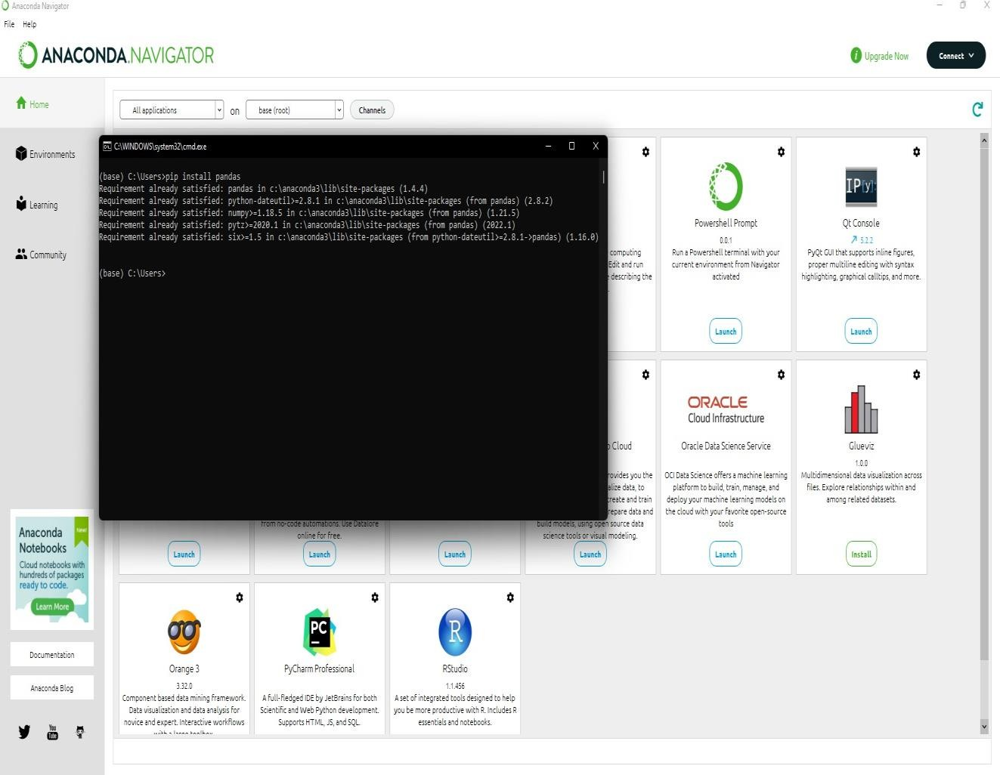 Anaconda Navigator
File Help
ANACONDA.NAVIGATOR
i Upgrade Now
Connect
Home
All applications
on
base (root)
Channels
Environments
Learning
Community
C:\WINDOWS\system32\cmd.exe
(base) C:\Users>pip install pandas
Requirement already satisfied: pandas in c:\anaconda3\lib\site-packages (1.4.4)
Requirement already satisfied: python-dateutil>=2.8.1 in c:\anaconda3\lib\site-packages (from pandas) (2.8.2)
Requirement already satisfied: numpy>=1.18.5 in c:\anaconda3\lib\site-packages (from pandas) (1.21.5)
Requirement already satisfied: pytz>=2020.1 in c:\anaconda3\lib\site-packages (from pandas) (2022.1)
Requirement already satisfied: six>=1.5 in c:\anaconda3\lib\site-packages (from python-dateutil>=2.8.1->pandas) (1.16.0)
(base) C:\Users>
computing
Edit and run
describing the
Powershell Prompt
0.0.1
Run a Powershell terminal with your
current environment from Navigator
activated
Launch
IP[y]:
Qt Console
5.2.2
PyQt GUI that supports inline figures,
proper multiline editing with syntax
highlighting, graphical calltips, and more.
Launch
Launch
from no-code automations. Use Datalore
online for free.
Launch
Launch
Cloud
the
data, to
create and train
data and
build models, using open source data
science tools or visual modeling.
Launch
ORACLE
Cloud Infrastructure
Oracle Data Science Service
OCI Data Science offers a machine learning
platform to build, train, manage, and
deploy your machine learning models on
the cloud with your favorite open-source
tools
Launch
Glueviz
1.0.0
Multidimensional data visualization across
files. Explore relationships within and
among related datasets.
Install
Orange 3
3.32.0
Component based data mining framework.
Data visualization and data analysis for
novice and expert. Interactive workflows
with a large toolbox.
PC
PyCharm Professional
A full-fledged IDE by JetBrains for both
Scientific and Web Python development.
Supports HTML, JS, and SQL.
R
RStudio
1.1.456
A set of integrated tools designed to help
you be more productive with R. Includes R
essentials and notebooks.
Anaconda
Notebooks
New!
Cloud notebooks with
hundreds of packages
ready to code.
Learn More
Documentation
Anaconda Blog
You
Tube